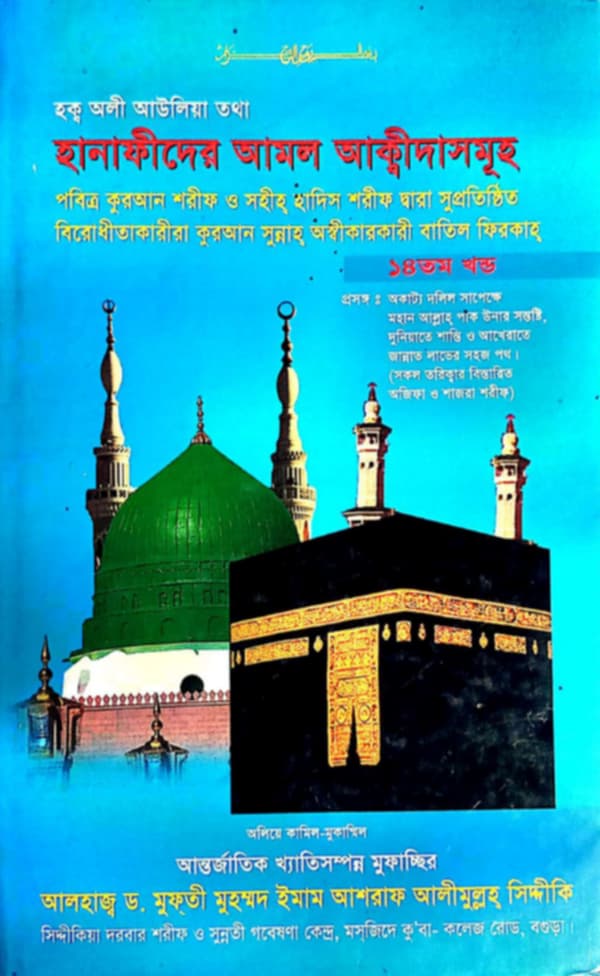 হক্ব অলী আউলিয়া তথা
হানাফীদের আমল আক্বীদাসমূহ
পবিত্র কুরআন শরীফ ও সহীহ্ হাদিস শরীফ দ্বারা সুপ্রতিষ্ঠিত
বিরোধীতাকারীরা কুরআন সুন্নাহ্ অস্বীকারকারী বাতিল ফিরকাহ্
১৪তম খন্ড
প্রসঙ্গ ঃ অকাট্য দলিল সাপেক্ষে
মহান আল্লাহ্ পাক উনার সন্তুষ্টি,
দুনিয়াতে শান্তি ও আখেরাতে
জান্নাত লাভের সহজ পথ।
(সকল তরিক্বার বিস্তারিত
অজিফা ও শাজরা শরীফ)
অলিয়ে কামিল-মুকাম্মিল
আন্তর্জাতিক খ্যাতিসম্পন্ন মুফাচ্ছির
আলহাজ্ব ড. মুফ্তী মুহম্মদ ইমাম আশরাফ আলীমুল্লহ্ সিদ্দীকি
সিদ্দীকিয়া দরবার শরীফ ও সুন্নতী গবেষণা কেন্দ্র, মস্জিদে কু'বা- কলেজ রোড, বগুড়া।